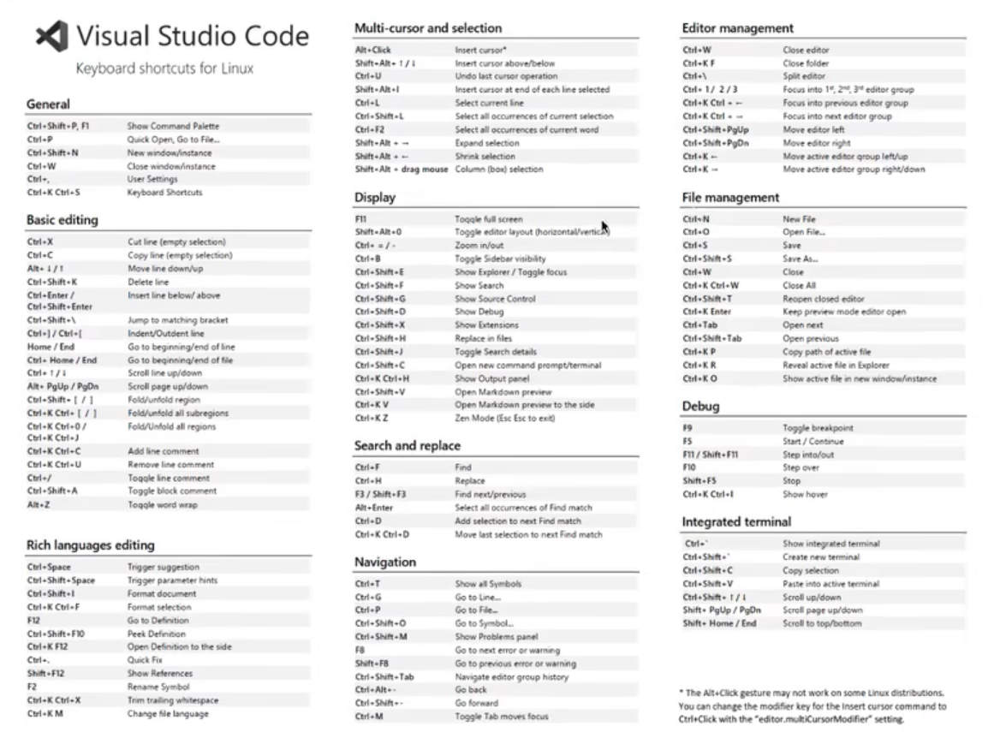 Visual Studio Code
Keyboard shortcuts for Linux
General
Ctrl+Shift+P, F1 Show Command Palette
Ctrl+P Quick Open, Go to File...
Ctrl+Shift+N New window/instance
Ctrl+W Close window/instance
Ctrl+, User Settings
Ctrl+K Ctrl+S Keyboard Shortcuts
Basic editing
Ctrl+X Cut line (empty selection)
Ctrl+C Copy line (empty selection)
Alt+ ↓ / ↑ Move line down/up
Ctrl+Shift+K Delete line
Ctrl+Enter / Insert line below/ above
Ctrl+Shift+Enter
Ctrl+Shift+\ Jump to matching bracket
Ctrl+] / Ctrl+[ Indent/Outdent line
Home / End Go to beginning/end of line
Ctrl+ Home / End Go to beginning/end of file
Ctrl+ ↑ / ↓ Scroll line up/down
Alt+ PgUp / PgDn Scroll page up/down
Ctrl+Shift+ [ / ] Fold/unfold region
Ctrl+K Ctrl+ [ / ] Fold/unfold all subregions
Ctrl+K Ctrl+0 / Fold/Unfold all regions
Ctrl+K Ctrl+J
Ctrl+K Ctrl+C Add line comment
Ctrl+K Ctrl+U Remove line comment
Ctrl+/ Toggle line comment
Ctrl+Shift+A Toggle block comment
Alt+Z Toggle word wrap
Rich languages editing
Ctrl+Space Trigger suggestion
Ctrl+Shift+Space Trigger parameter hints
Ctrl+Shift+I Format document
Ctrl+K Ctrl+F Format selection
F12 Go to Definition
Ctrl+Shift+F10 Peek Definition
Ctrl+K F12 Open Definition to the side
Ctrl+. Quick Fix
Shift+F12 Show References
F2 Rename Symbol
Ctrl+K Ctrl+X Trim trailing whitespace
Ctrl+K M Change file language
Multi-cursor and selection
Alt+Click Insert cursor*
Shift+Alt+ ↑ / ↓ Insert cursor above/below
Ctrl+U Undo last cursor operation
Shift+Alt+I Insert cursor at end of each line selected
Ctrl+L Select current line
Ctrl+Shift+L Select all occurrences of current selection
Ctrl+F2 Select all occurrences of current word
Shift+Alt + → Expand selection
Shift+Alt + ← Shrink selection
Shift+Alt + drag mouse Column (box) selection
Display
F11 Toggle full screen
Shift+Alt+0 Toggle editor layout (horizontal/vertical)
Ctrl+ = / - Zoom in/out
Ctrl+B Toggle Sidebar visibility
Ctrl+Shift+E Show Explorer / Toggle focus
Ctrl+Shift+F Show Search
Ctrl+Shift+G Show Source Control
Ctrl+Shift+D Show Debug
Ctrl+Shift+X Show Extensions
Ctrl+Shift+H Replace in files
Ctrl+Shift+J Toggle Search details
Ctrl+Shift+C Open new command prompt/terminal
Ctrl+K Ctrl+H Show Output panel
Ctrl+Shift+V Open Markdown preview
Ctrl+K V Open Markdown preview to the side
Ctrl+K Z Zen Mode (Esc Esc to exit)
Search and replace
Ctrl+F Find
Ctrl+H Replace
F3 / Shift+F3 Find next/previous
Alt+Enter Select all occurrences of Find match
Ctrl+D Add selection to next Find match
Ctrl+K Ctrl+D Move last selection to next Find match
Navigation
Ctrl+T Show all Symbols
Ctrl+G Go to Line...
Ctrl+P Go to File...
Ctrl+Shift+O Go to Symbol...
Ctrl+Shift+M Show Problems panel
F8 Go to next error or warning
Shift+F8 Go to previous error or warning
Ctrl+Shift+Tab Navigate editor group history
Ctrl+Alt+- Go back
Ctrl+Shift+- Go forward
Ctrl+M Toggle Tab moves focus
Editor management
Ctrl+W Close editor
Ctrl+K F Close folder
Ctrl+\ Split editor
Ctrl+ 1 / 2 / 3 Focus into 1st, 2nd, 3rd editor group
Ctrl+K Ctrl + ← Focus into previous editor group
Ctrl+K Ctrl + → Focus into next editor group
Ctrl+Shift+PgUp Move editor left
Ctrl+Shift+PgDn Move editor right
Ctrl+K ← Move active editor group left/up
Ctrl+K → Move active editor group right/down
File management
Ctrl+N New File
Ctrl+O Open File...
Ctrl+S Save
Ctrl+Shift+S Save As...
Ctrl+W Close
Ctrl+K Ctrl+W Close All
Ctrl+Shift+T Reopen closed editor
Ctrl+K Enter Keep preview mode editor open
Ctrl+Tab Open next
Ctrl+Shift+Tab Open previous
Ctrl+K P Copy path of active file
Ctrl+K R Reveal active file in Explorer
Ctrl+K O Show active file in new window/instance
Debug
F9 Toggle breakpoint
F5 Start / Continue
F11 / Shift+F11 Step into/out
F10 Step over
Shift+F5 Stop
Ctrl+K Ctrl+I Show hover
Integrated terminal
Ctrl+` Show integrated terminal
Ctrl+Shift+` Create new terminal
Ctrl+Shift+C Copy selection
Ctrl+Shift+V Paste into active terminal
Ctrl+Shift+ ↑ / ↓ Scroll up/down
Shift+ PgUp / PgDn Scroll page up/down
Shift+ Home / End Scroll to top/bottom
* The Alt+Click gesture may not work on some Linux distributions.
You can change the modifier key for the Insert cursor command to
Ctrl+Click with the "editor.multiCursorModifier" setting.